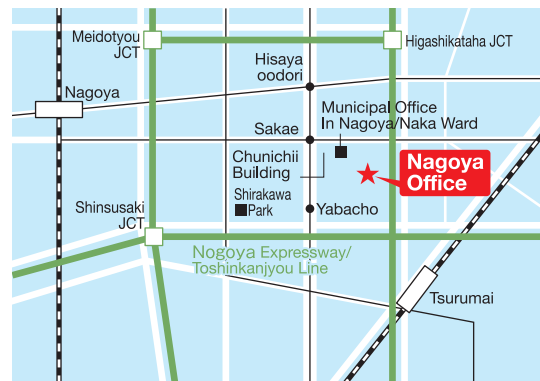 Meidotyou
JCT
Higashikataha JCT
Hisaya
oodori
Nagoya
Municipal Office
In Nagoya/Naka Ward
Sakae
Chunichii
Building
Nagoya
Office
Shirakawa
Park
Yabacho
Shinsusaki
JCT
Nogoya Expressway/
Toshinkanjyou Line
Tsurumai